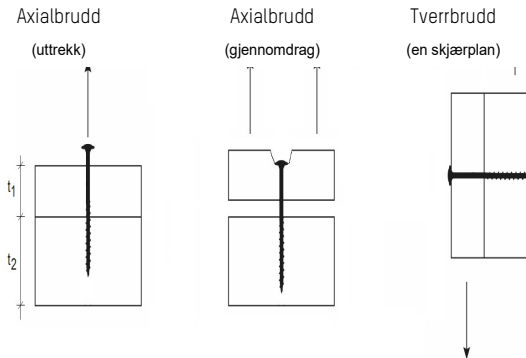 Axialbrudd
(uttrekk)
Axialbrudd
(gjennomdrag)
Tverrbrudd
(en skjærplan)
t1
t2